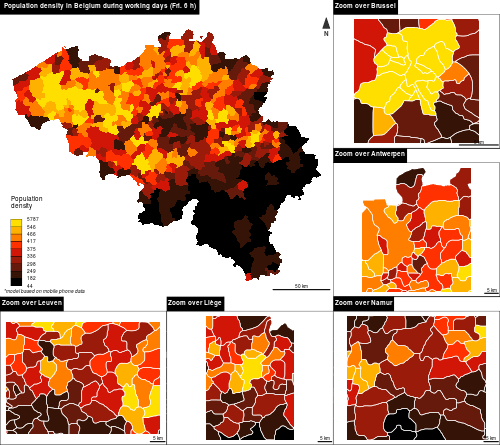 Population density in Belgium during working days (Fri. 6 h)
N
Population
density
5787
546
466
417
375
336
298
249
182
44
*model based on mobile phone data
50 km
Zoom over Brussel
4 km
Zoom over Antwerpen
5 km
Zoom over Leuven
5 km
Zoom over Liège
5 km
Zoom over Namur
5 km